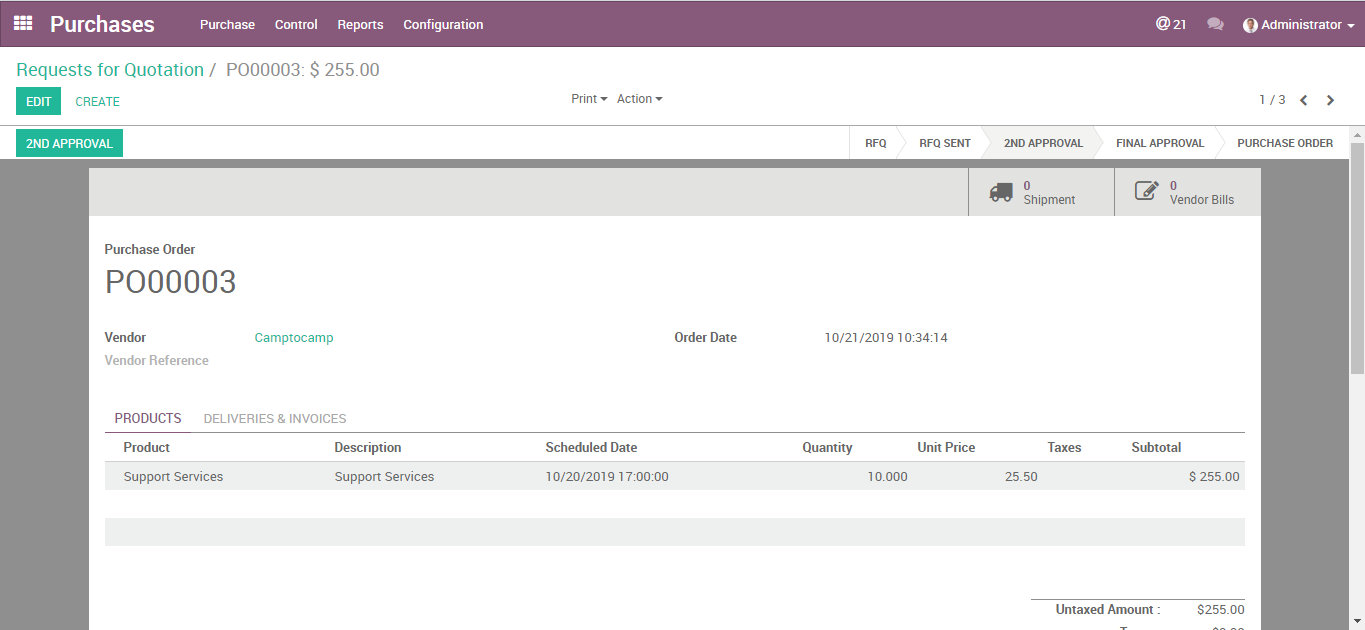 Purchases Purchase Control Reports Configuration @ 21 Administrator
Requests for Quotation / PO00003: $ 255.00
EDIT CREATE Print Action 1 / 3
2ND APPROVAL RFQ RFQ SENT 2ND APPROVAL FINAL APPROVAL PURCHASE ORDER
0 Shipment 0 Vendor Bills
Purchase Order
PO00003
Vendor Camptocamp Order Date 10/21/2019 10:34:14
Vendor Reference
PRODUCTS DELIVERIES & INVOICES
Product Description Scheduled Date Quantity Unit Price Taxes Subtotal
Support Services Support Services 10/20/2019 17:00:00 10.000 25.50 $ 255.00
Untaxed Amount : $255.00